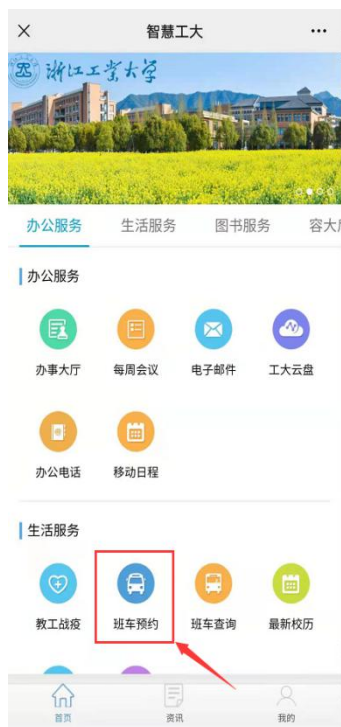 智慧工大
浙江工業大学
办公服务 生活服务 图书服务
办公服务
办事大厅 每周会议 电子邮件 工大云盘
办公电话 移动日程
生活服务
教工战疫 班车预约 班车查询 最新校历
首页 资讯 我的